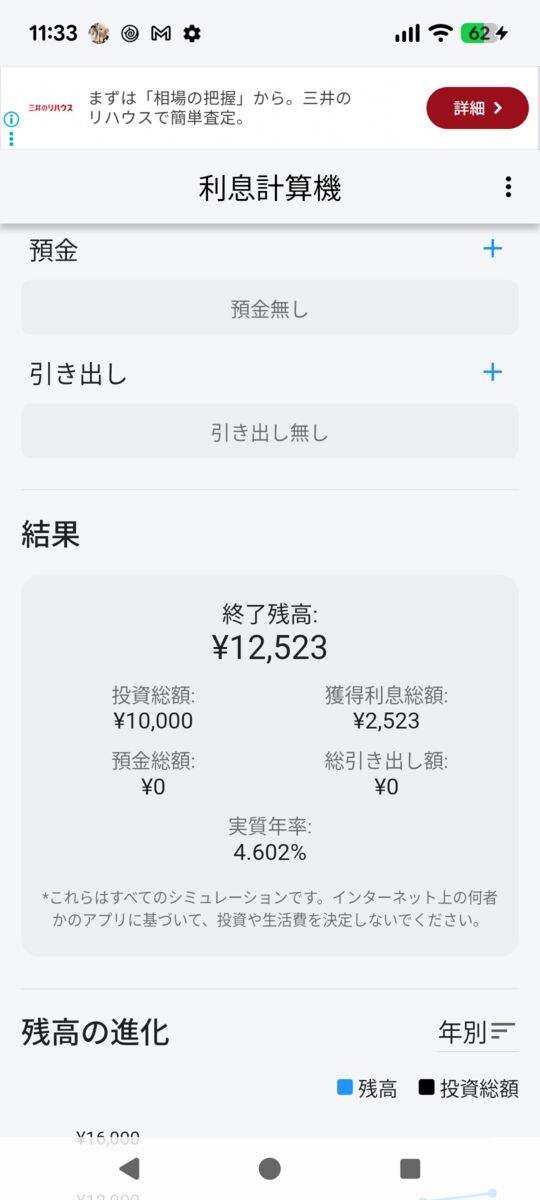 11:33
62
三井のリハウス
まずは「相場の把握」から。三井の
リハウスで簡単査定。
詳細
利息計算機
預金
預金無し
引き出し
引き出し無し
結果
終了残高:
¥12,523
投資総額:
獲得利息総額:
¥10,000
¥2,523
預金総額:
総引き出し額:
¥0
¥0
実質年率:
4.602%
*これらはすべてのシミュレーションです。インターネット上の何者
かのアプリに基づいて、投資や生活費を決定しないでください。
残高の進化
年別
残高
投資総額
¥16,000
¥12,000